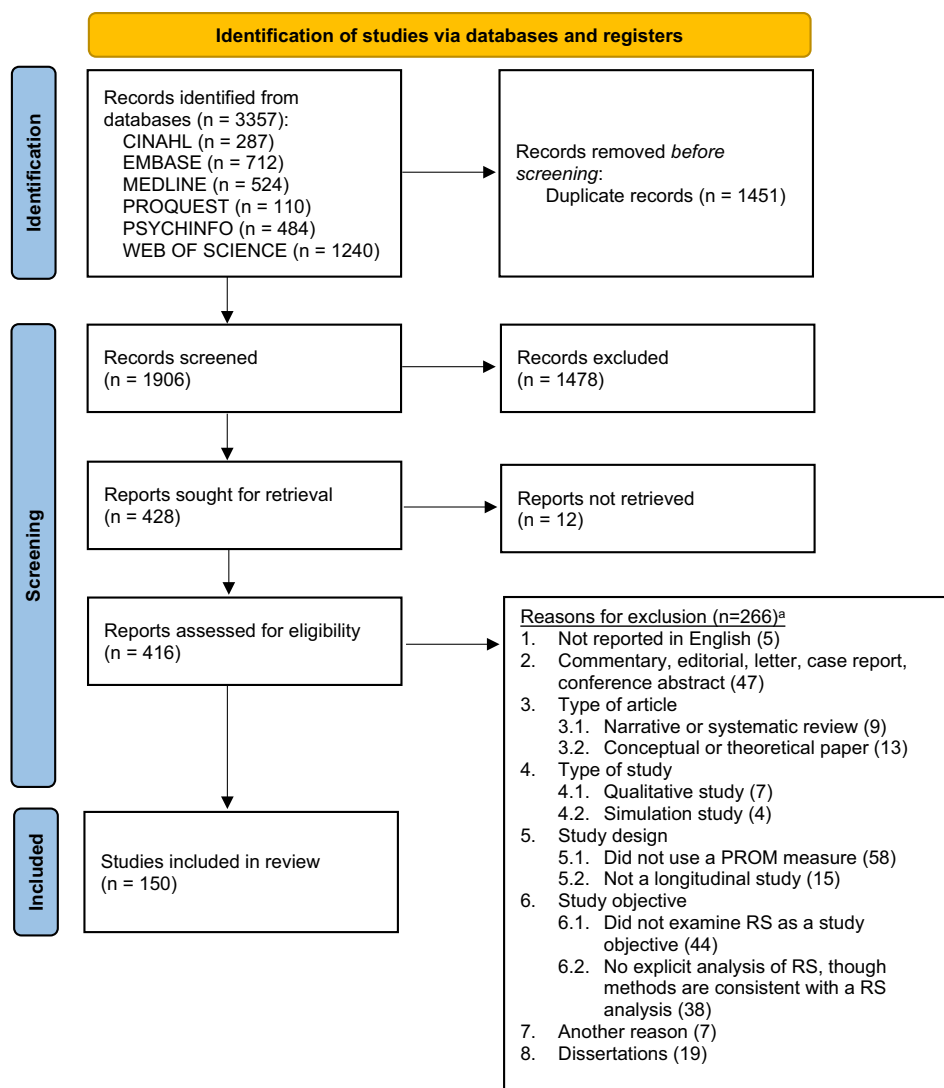 Identification of studies via databases and registers
Identification
Records identified from
databases (n = 3357):
CINAHL (n = 287)
EMBASE (n = 712)
MEDLINE (n = 524)
PROQUEST (n = 110)
PSYCHINFO (n = 484)
WEB OF SCIENCE (n = 1240)
Records removed before
screening:
Duplicate records (n = 1451)
Screening
Records screened
(n = 1906)
Records excluded
(n = 1478)
Reports sought for retrieval
(n = 428)
Reports not retrieved
(n = 12)
Reports assessed for eligibility
(n = 416)
Reasons for exclusion (n=266)ᵃ
1. Not reported in English (5)
2. Commentary, editorial, letter, case report,
conference abstract (47)
3. Type of article
3.1. Narrative or systematic review (9)
3.2. Conceptual or theoretical paper (13)
4. Type of study
4.1. Qualitative study (7)
4.2. Simulation study (4)
5. Study design
5.1. Did not use a PROM measure (58)
5.2. Not a longitudinal study (15)
6. Study objective
6.1. Did not examine RS as a study
objective (44)
6.2. No explicit analysis of RS, though
methods are consistent with a RS
analysis (38)
7. Another reason (7)
8. Dissertations (19)
Included
Studies included in review
(n = 150)